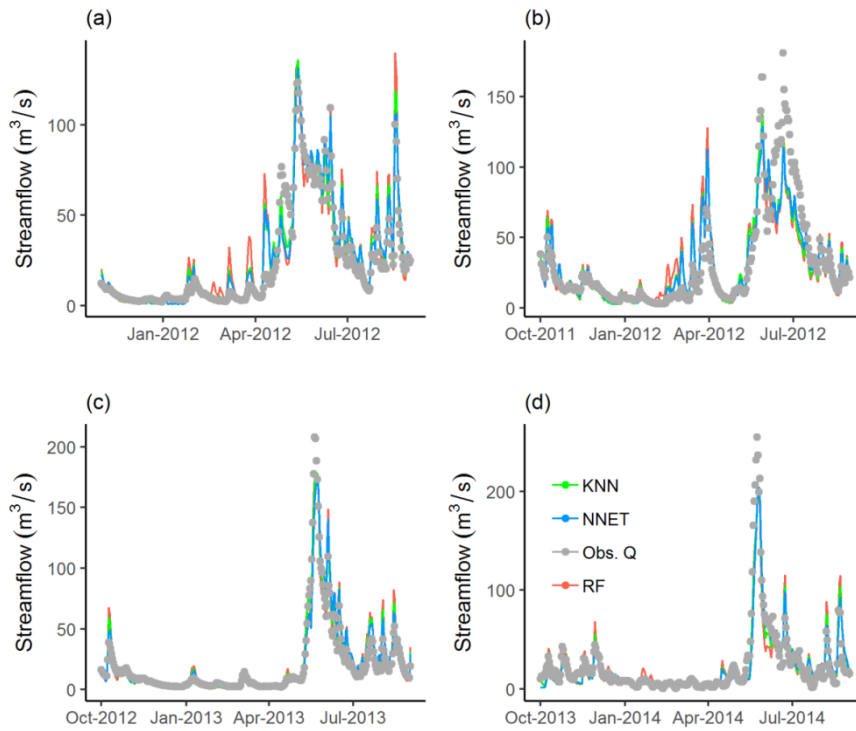 (a)
Streamflow (m³/s)
100
50
0
Jan-2012 Apr-2012 Jul-2012
(b)
Streamflow (m³/s)
150
100
50
0
Oct-2011 Jan-2012 Apr-2012 Jul-2012
(c)
Streamflow (m³/s)
200
150
100
50
0
Oct-2012 Jan-2013 Apr-2013 Jul-2013
(d)
Streamflow (m³/s)
200
100
0
KNN
NNET
Obs. Q
RF
Oct-2013 Jan-2014 Apr-2014 Jul-2014